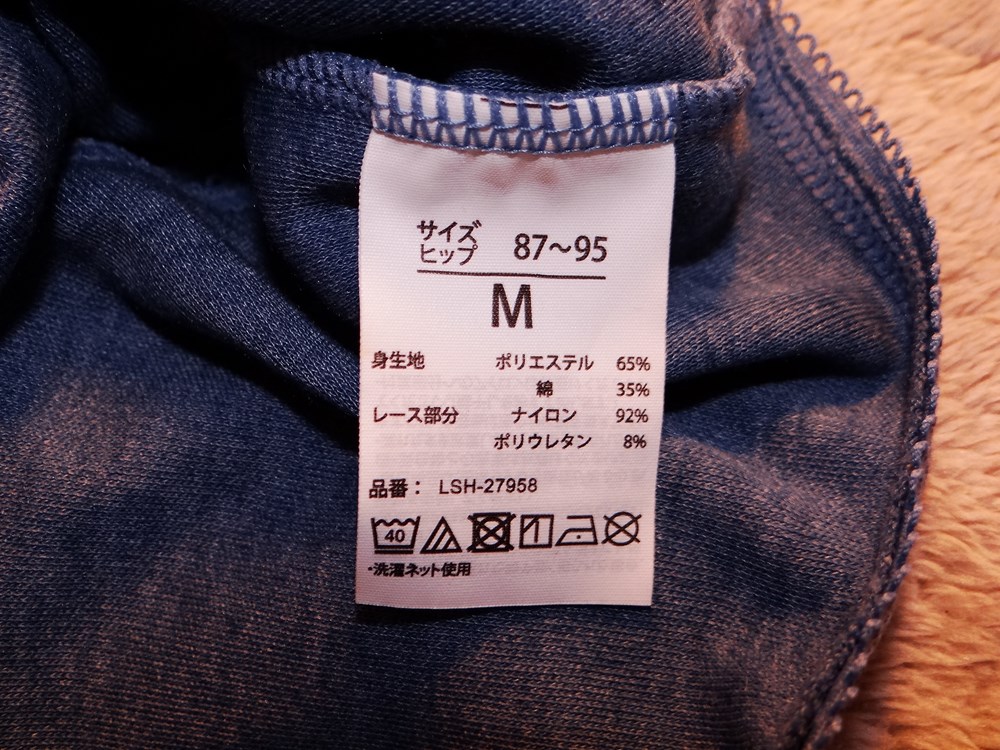 サイズ
ヒップ 87～95
M
身生地 ポリエステル 65%
綿 35%
レース部分 ナイロン 92%
ポリウレタン 8%
品番： LSH-27958
40
・洗濯ネット使用